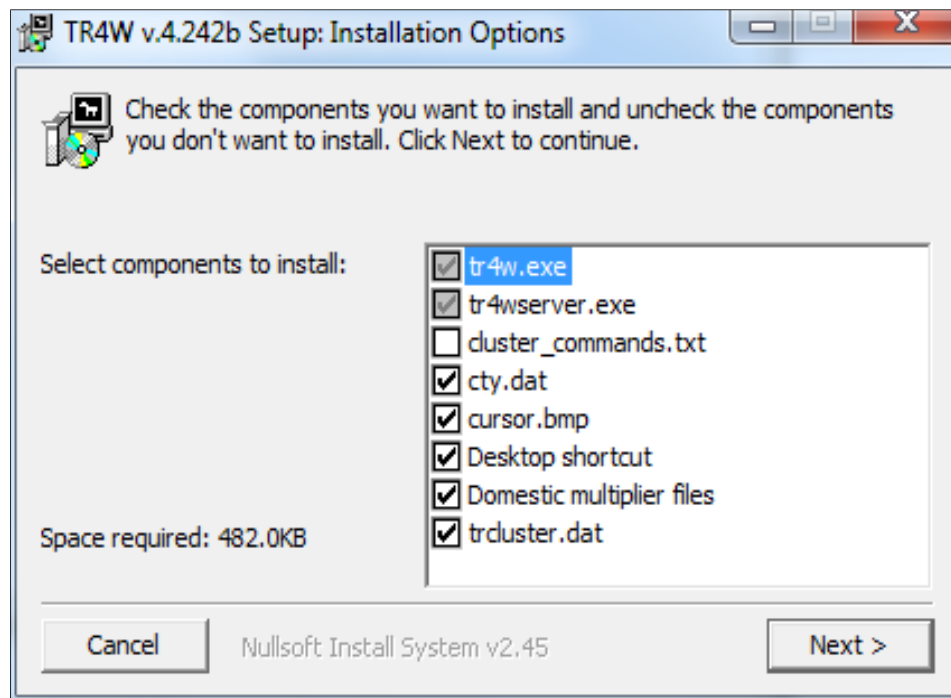 TR4W v.4.242b Setup: Installation Options
Check the components you want to install and uncheck the components
you don't want to install. Click Next to continue.
Select components to install:
tr4w.exe
tr4wserver.exe
cluster_commands.txt
cty.dat
cursor.bmp
Desktop shortcut
Domestic multiplier files
trcluster.dat
Space required: 482.0KB
Cancel
Nullsoft Install System v2.45
Next >